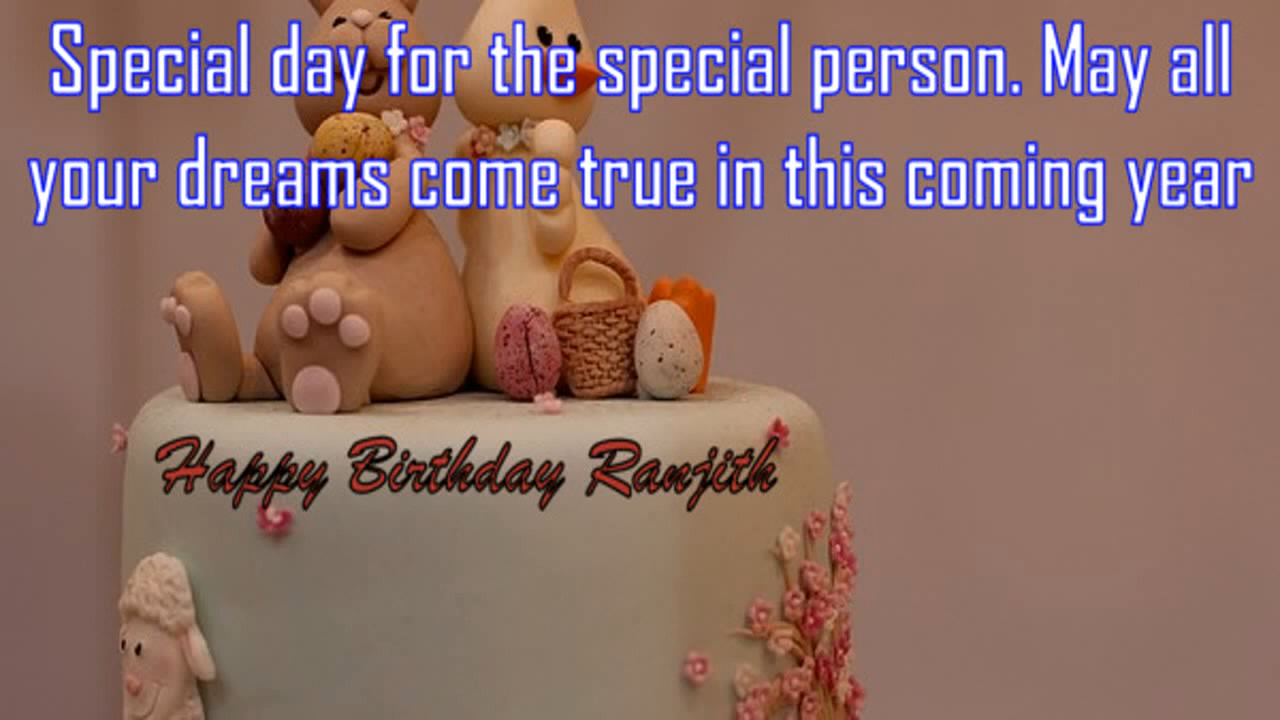 Special day for the special person. May all
your dreams come true in this coming year
Happy Birthday Ranjith